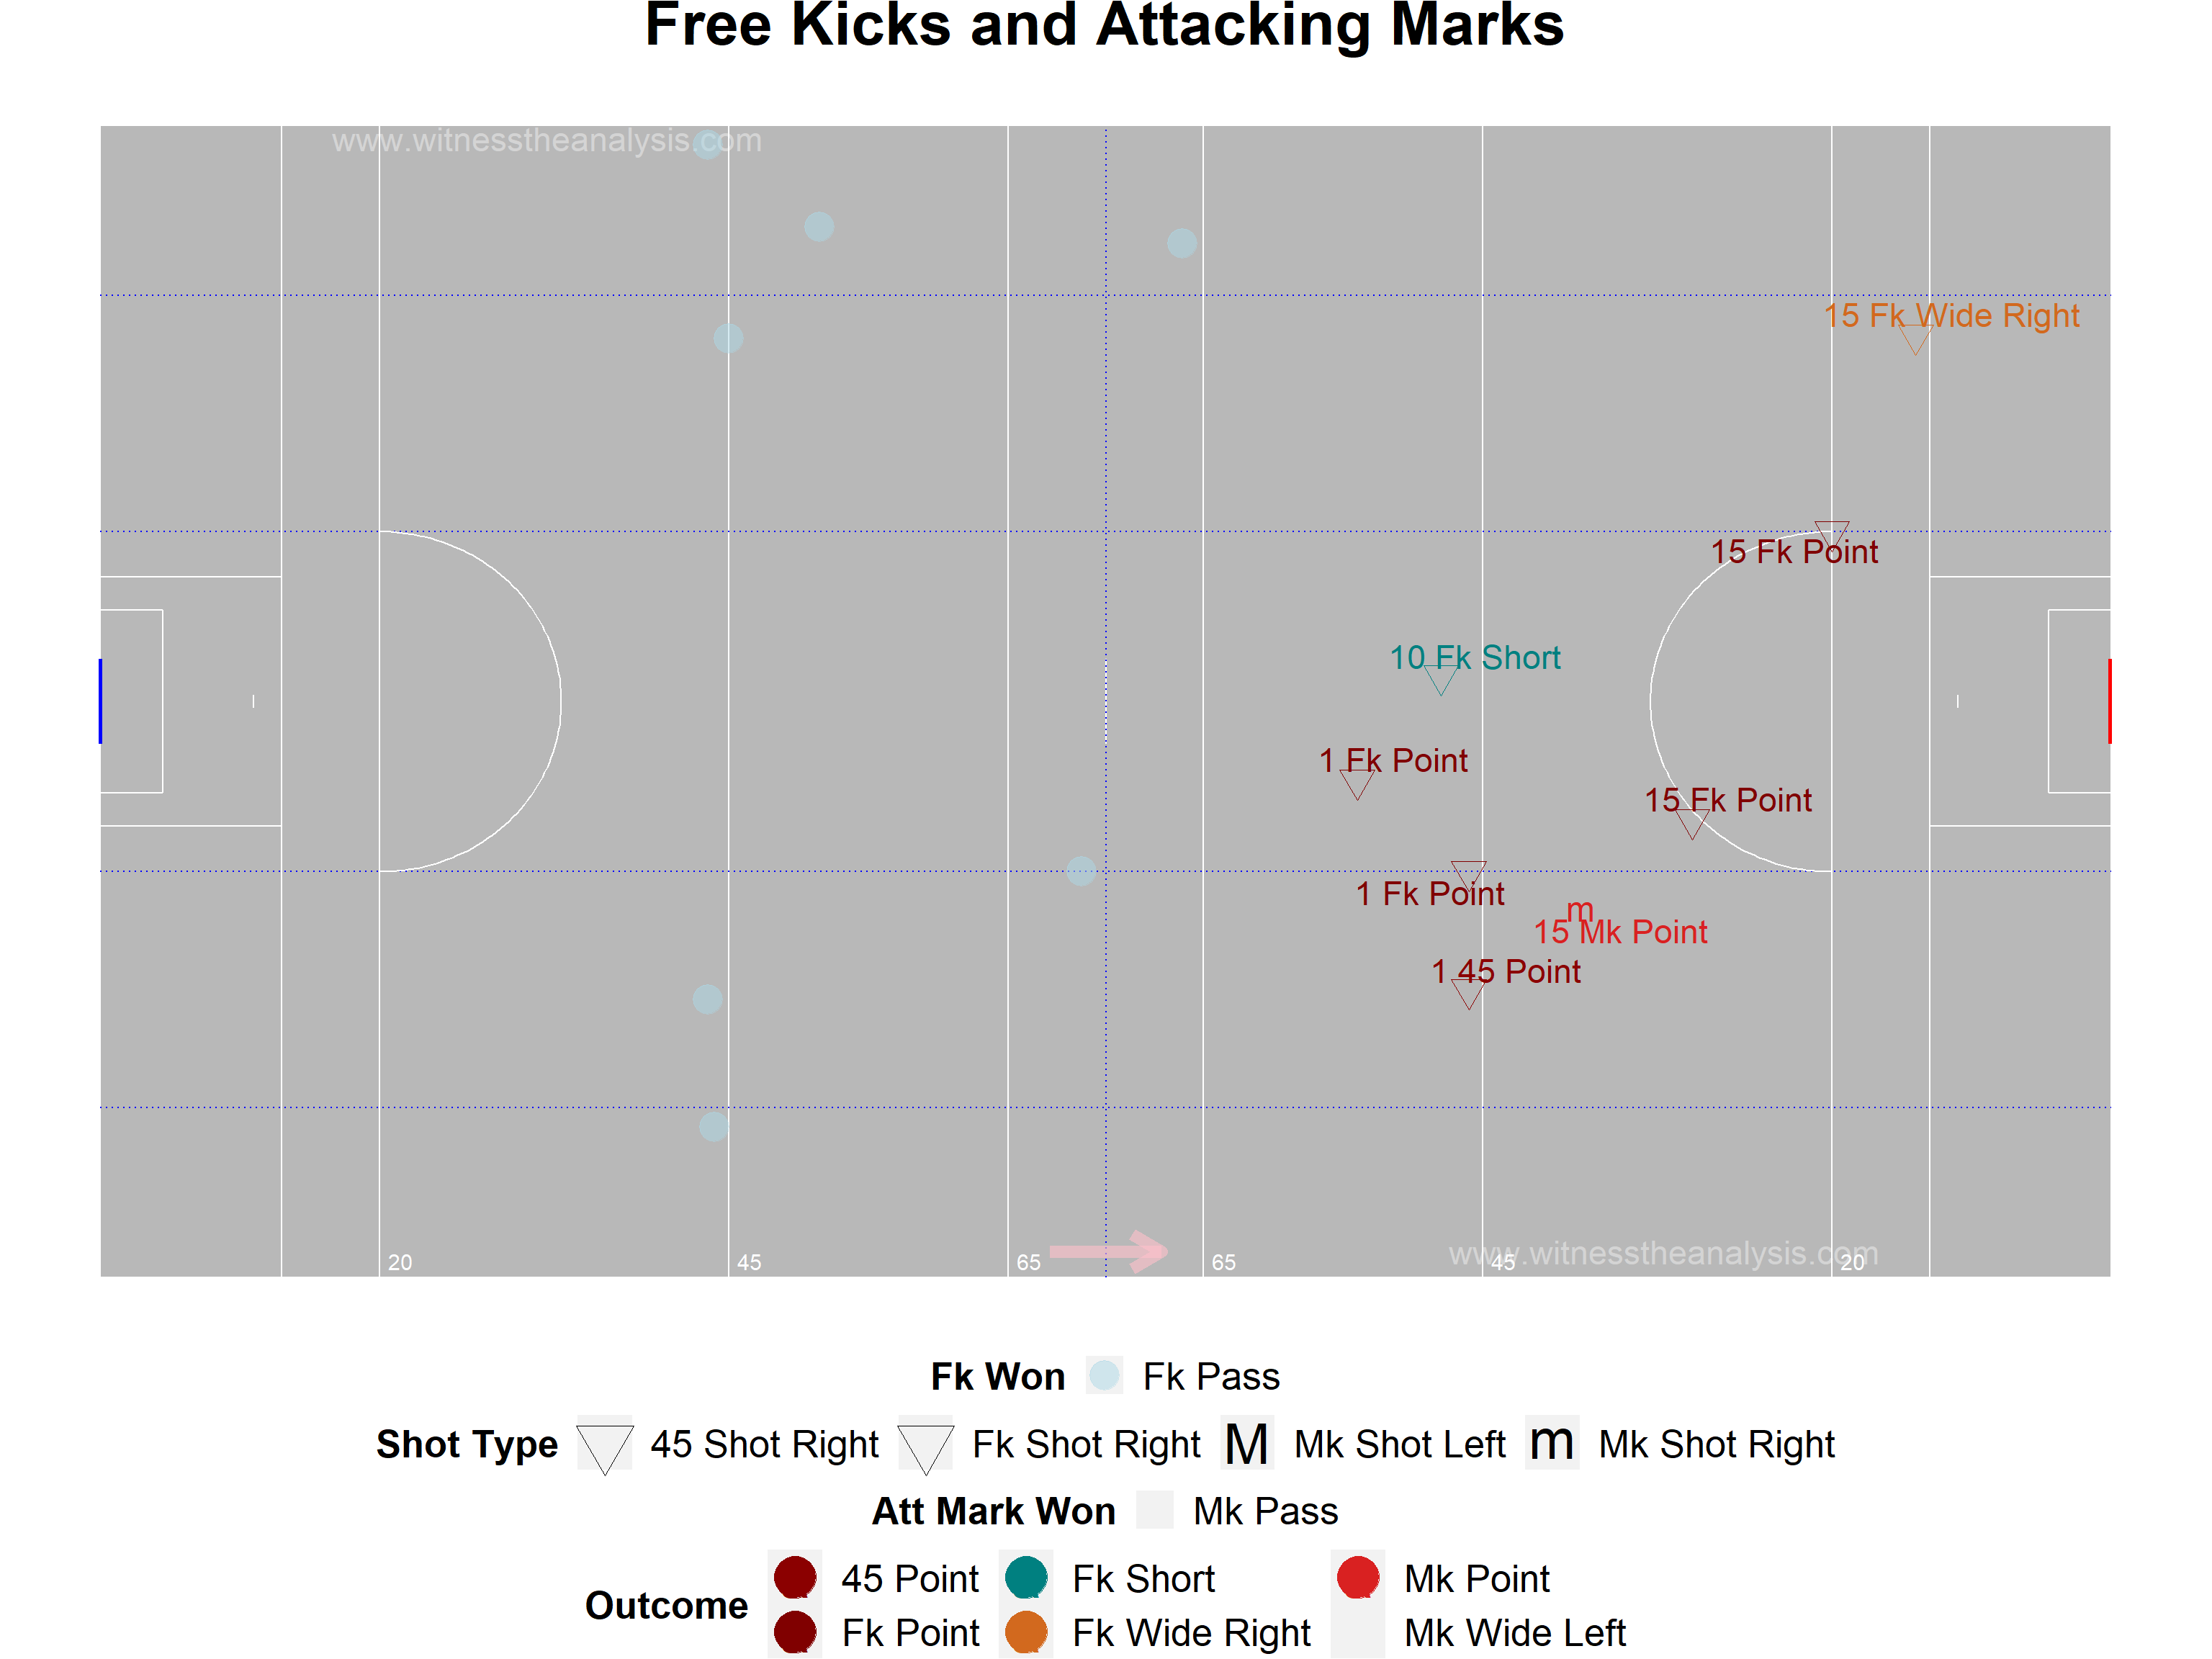 Free Kicks and Attacking Marks
www.witnesstheanalysis.com
15 Fk Wide Right
15 Fk Point
10 Fk Short
1 Fk Point
15 Fk Point
1 Fk Point
m
15 Mk Point
1 45 Point
www.witnesstheanalysis.com
20 45 65 65 45 20
Fk Won Fk Pass
Shot Type 45 Shot Right Fk Shot Right M Mk Shot Left m Mk Shot Right
Att Mark Won Mk Pass
Outcome
45 Point Fk Short Mk Point
Fk Point Fk Wide Right Mk Wide Left